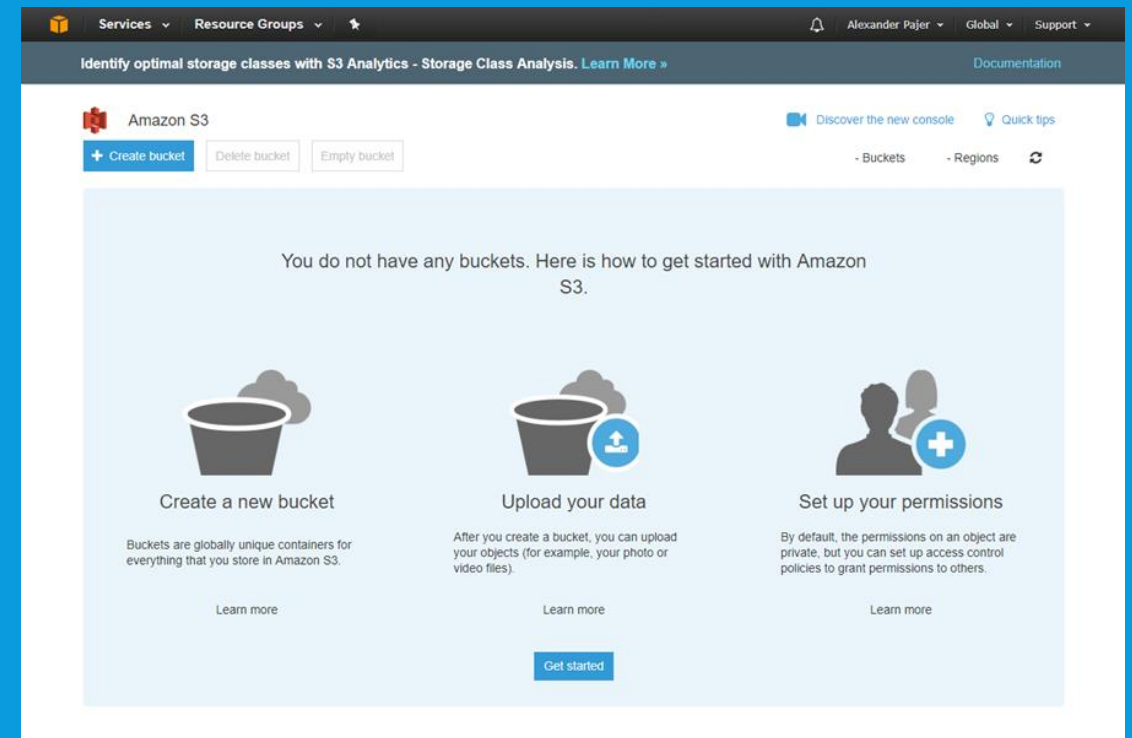 Services Resource Groups Alexander Pajer Global Support
Identify optimal storage classes with S3 Analytics - Storage Class Analysis. Learn More » Documentation
Amazon S3 Discover the new console Quick tips
+ Create bucket Delete bucket Empty bucket - Buckets - Regions
You do not have any buckets. Here is how to get started with Amazon
S3.
Create a new bucket
Buckets are globally unique containers for
everything that you store in Amazon S3.
Learn more
Upload your data
After you create a bucket, you can upload
your objects (for example, your photo or
video files).
Learn more
Set up your permissions
By default, the permissions on an object are
private, but you can set up access control
policies to grant permissions to others.
Learn more
Get started